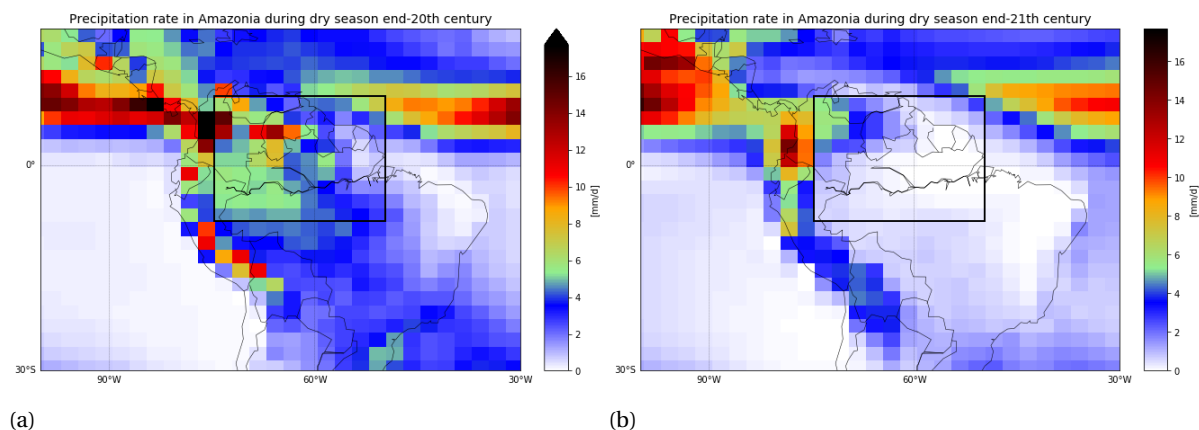 Precipitation rate in Amazonia during dry season end-20th century
16
14
12
10
8
6
4
2
0
[mm/d]
0°
30°S
90°W
60°W
30°W
(a)
Precipitation rate in Amazonia during dry season end-21th century
16
14
12
10
8
6
4
2
0
[mm/d]
0°
30°S
90°W
60°W
30°W
(b)